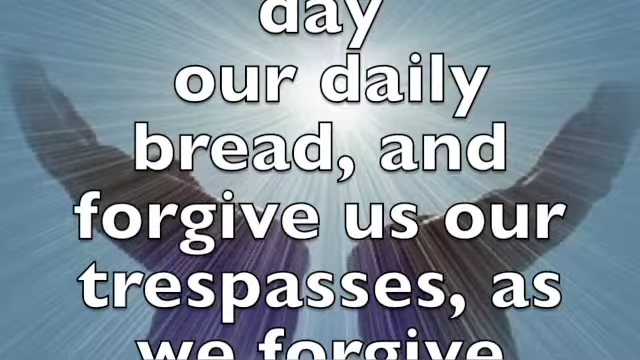 day
our daily
bread, and
forgive us our
trespasses, as
we forgive